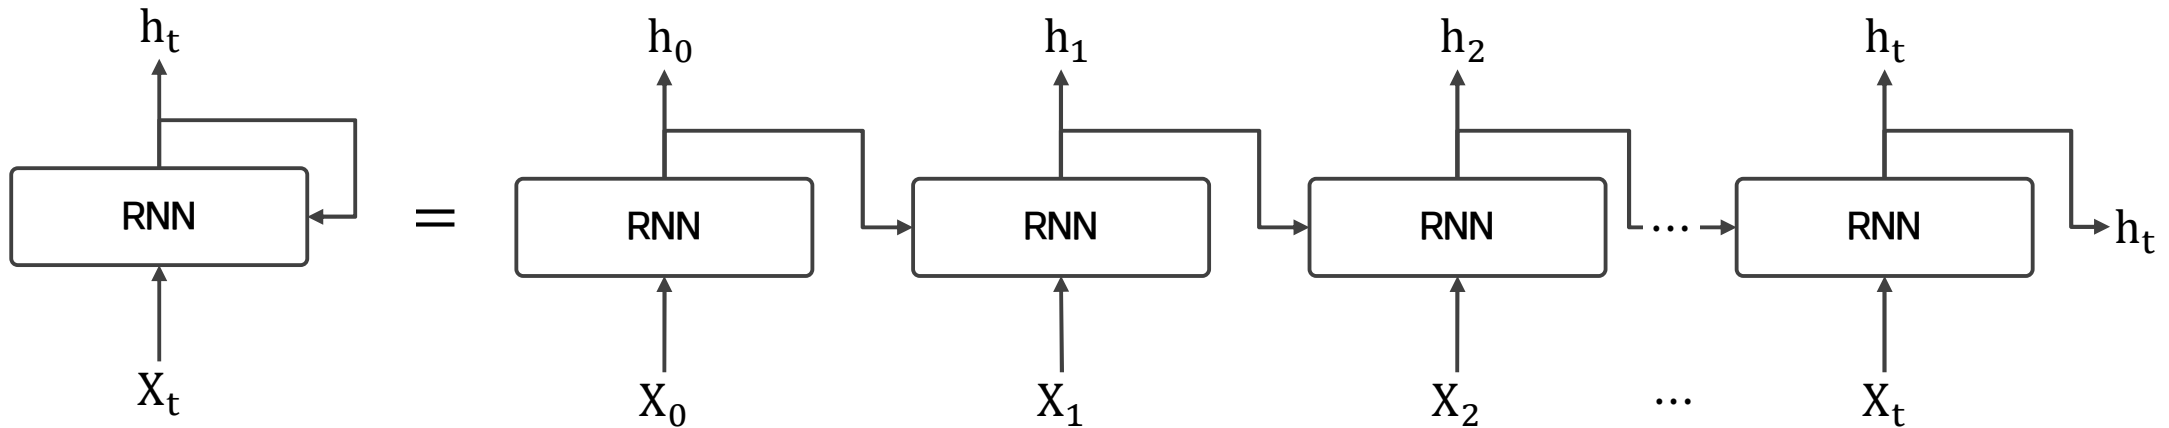 h_t h_0 h_1 h_2 h_t
RNN = RNN RNN RNN ... RNN h_t
X_t X_0 X_1 X_2 ... X_t